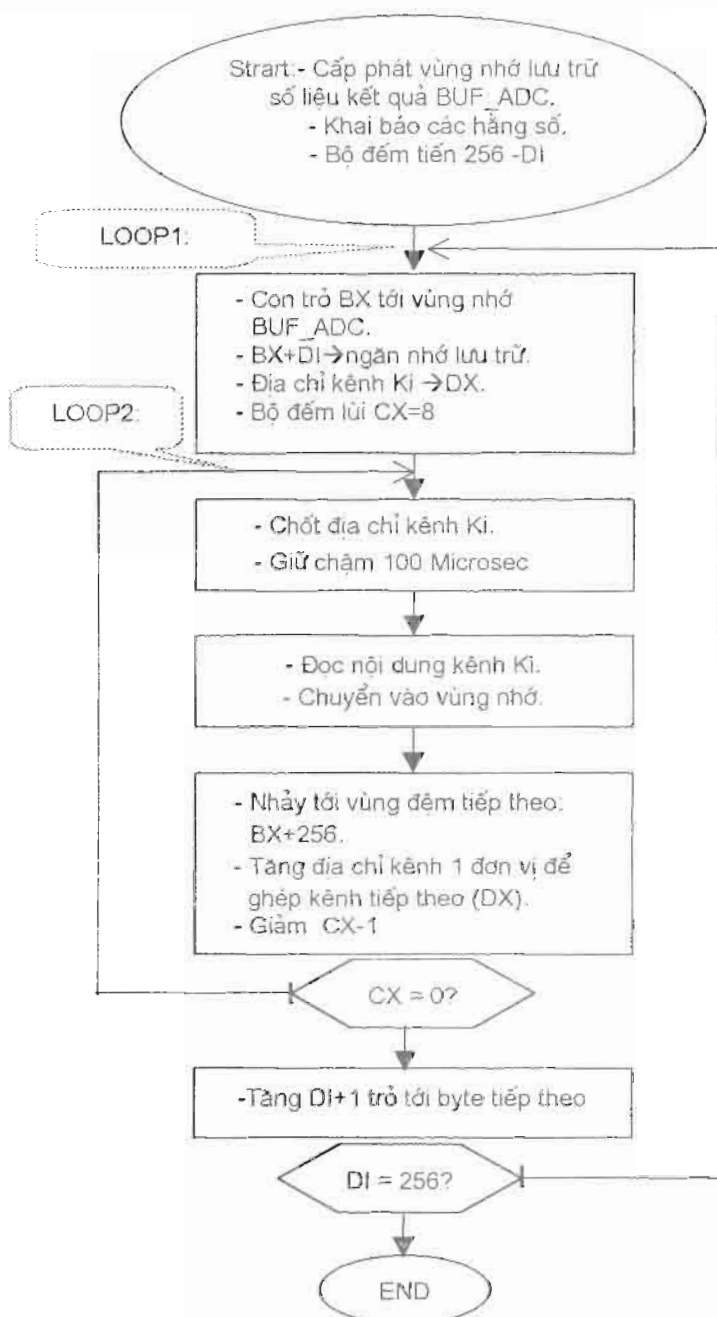 Strart:- Cấp phát vùng nhớ lưu trữ
số liệu kết quả BUF_ADC.
- Khai báo các hằng số.
- Bộ đếm tiến 256 -DI
LOOP1:
- Con trỏ BX tới vùng nhớ
BUF_ADC.
- BX+DI→ngăn nhớ lưu trữ.
- Địa chỉ kênh Ki →DX.
- Bộ đếm lùi CX=8
LOOP2:
- Chốt địa chỉ kênh Ki.
- Giữ chậm 100 Microsec
- Đọc nội dung kênh Ki.
- Chuyển vào vùng nhớ.
- Nhảy tới vùng đệm tiếp theo:
BX+256.
- Tăng địa chỉ kênh 1 đơn vị để
ghép kênh tiếp theo (DX).
- Giảm CX-1
CX = 0?
-Tăng DI+1 trỏ tới byte tiếp theo
DI = 256?
END